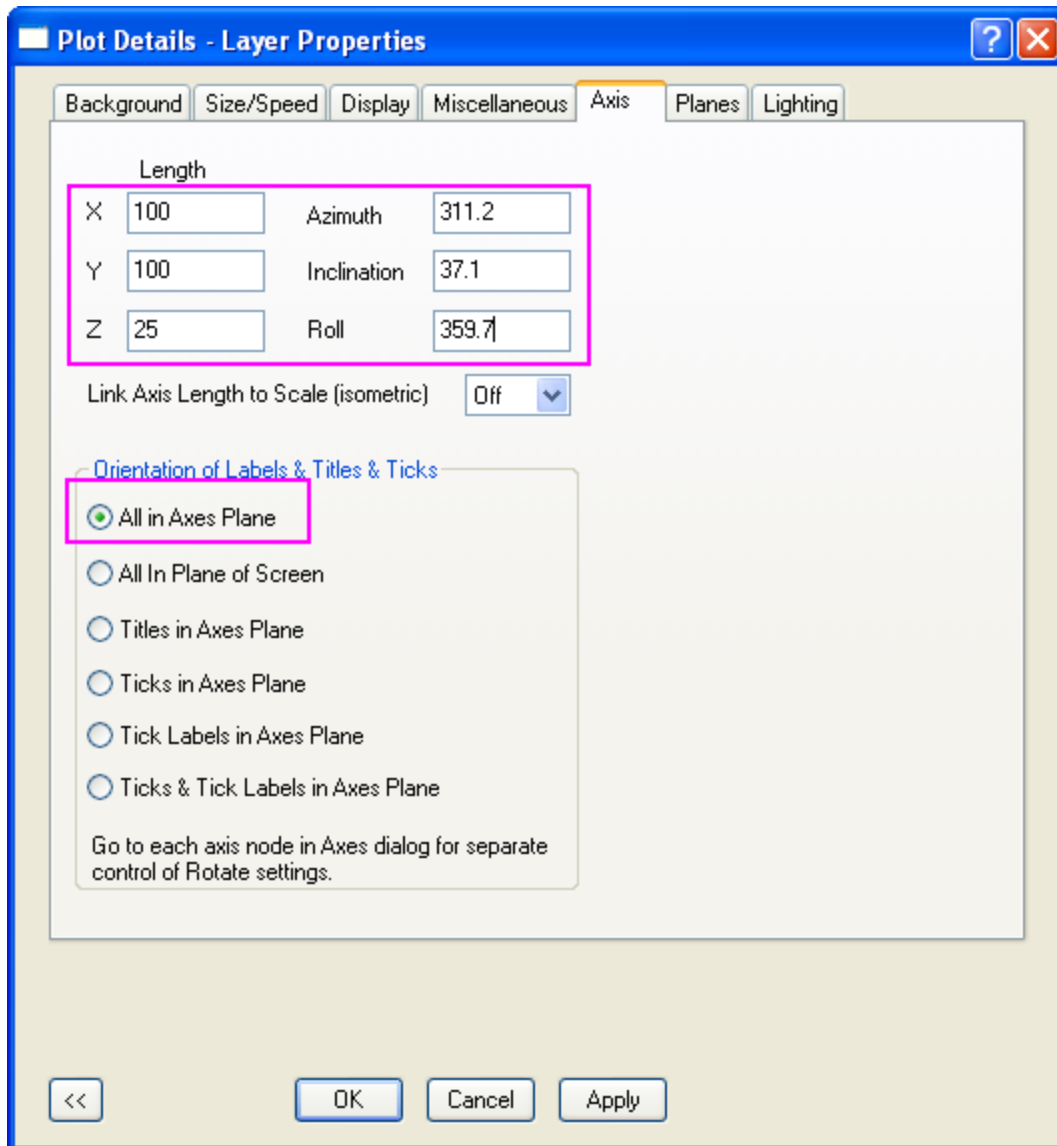 Plot Details - Layer Properties
?
Background Size/Speed Display Miscellaneous Axis Planes Lighting
Length
X 100 Azimuth 311.2
Y 100 Inclination 37.1
Z 25 Roll 359.7
Link Axis Length to Scale (isometric) Off
Orientation of Labels & Titles & Ticks
All in Axes Plane
All In Plane of Screen
Titles in Axes Plane
Ticks in Axes Plane
Tick Labels in Axes Plane
Ticks & Tick Labels in Axes Plane
Go to each axis node in Axes dialog for separate
control of Rotate settings.
<< OK Cancel Apply